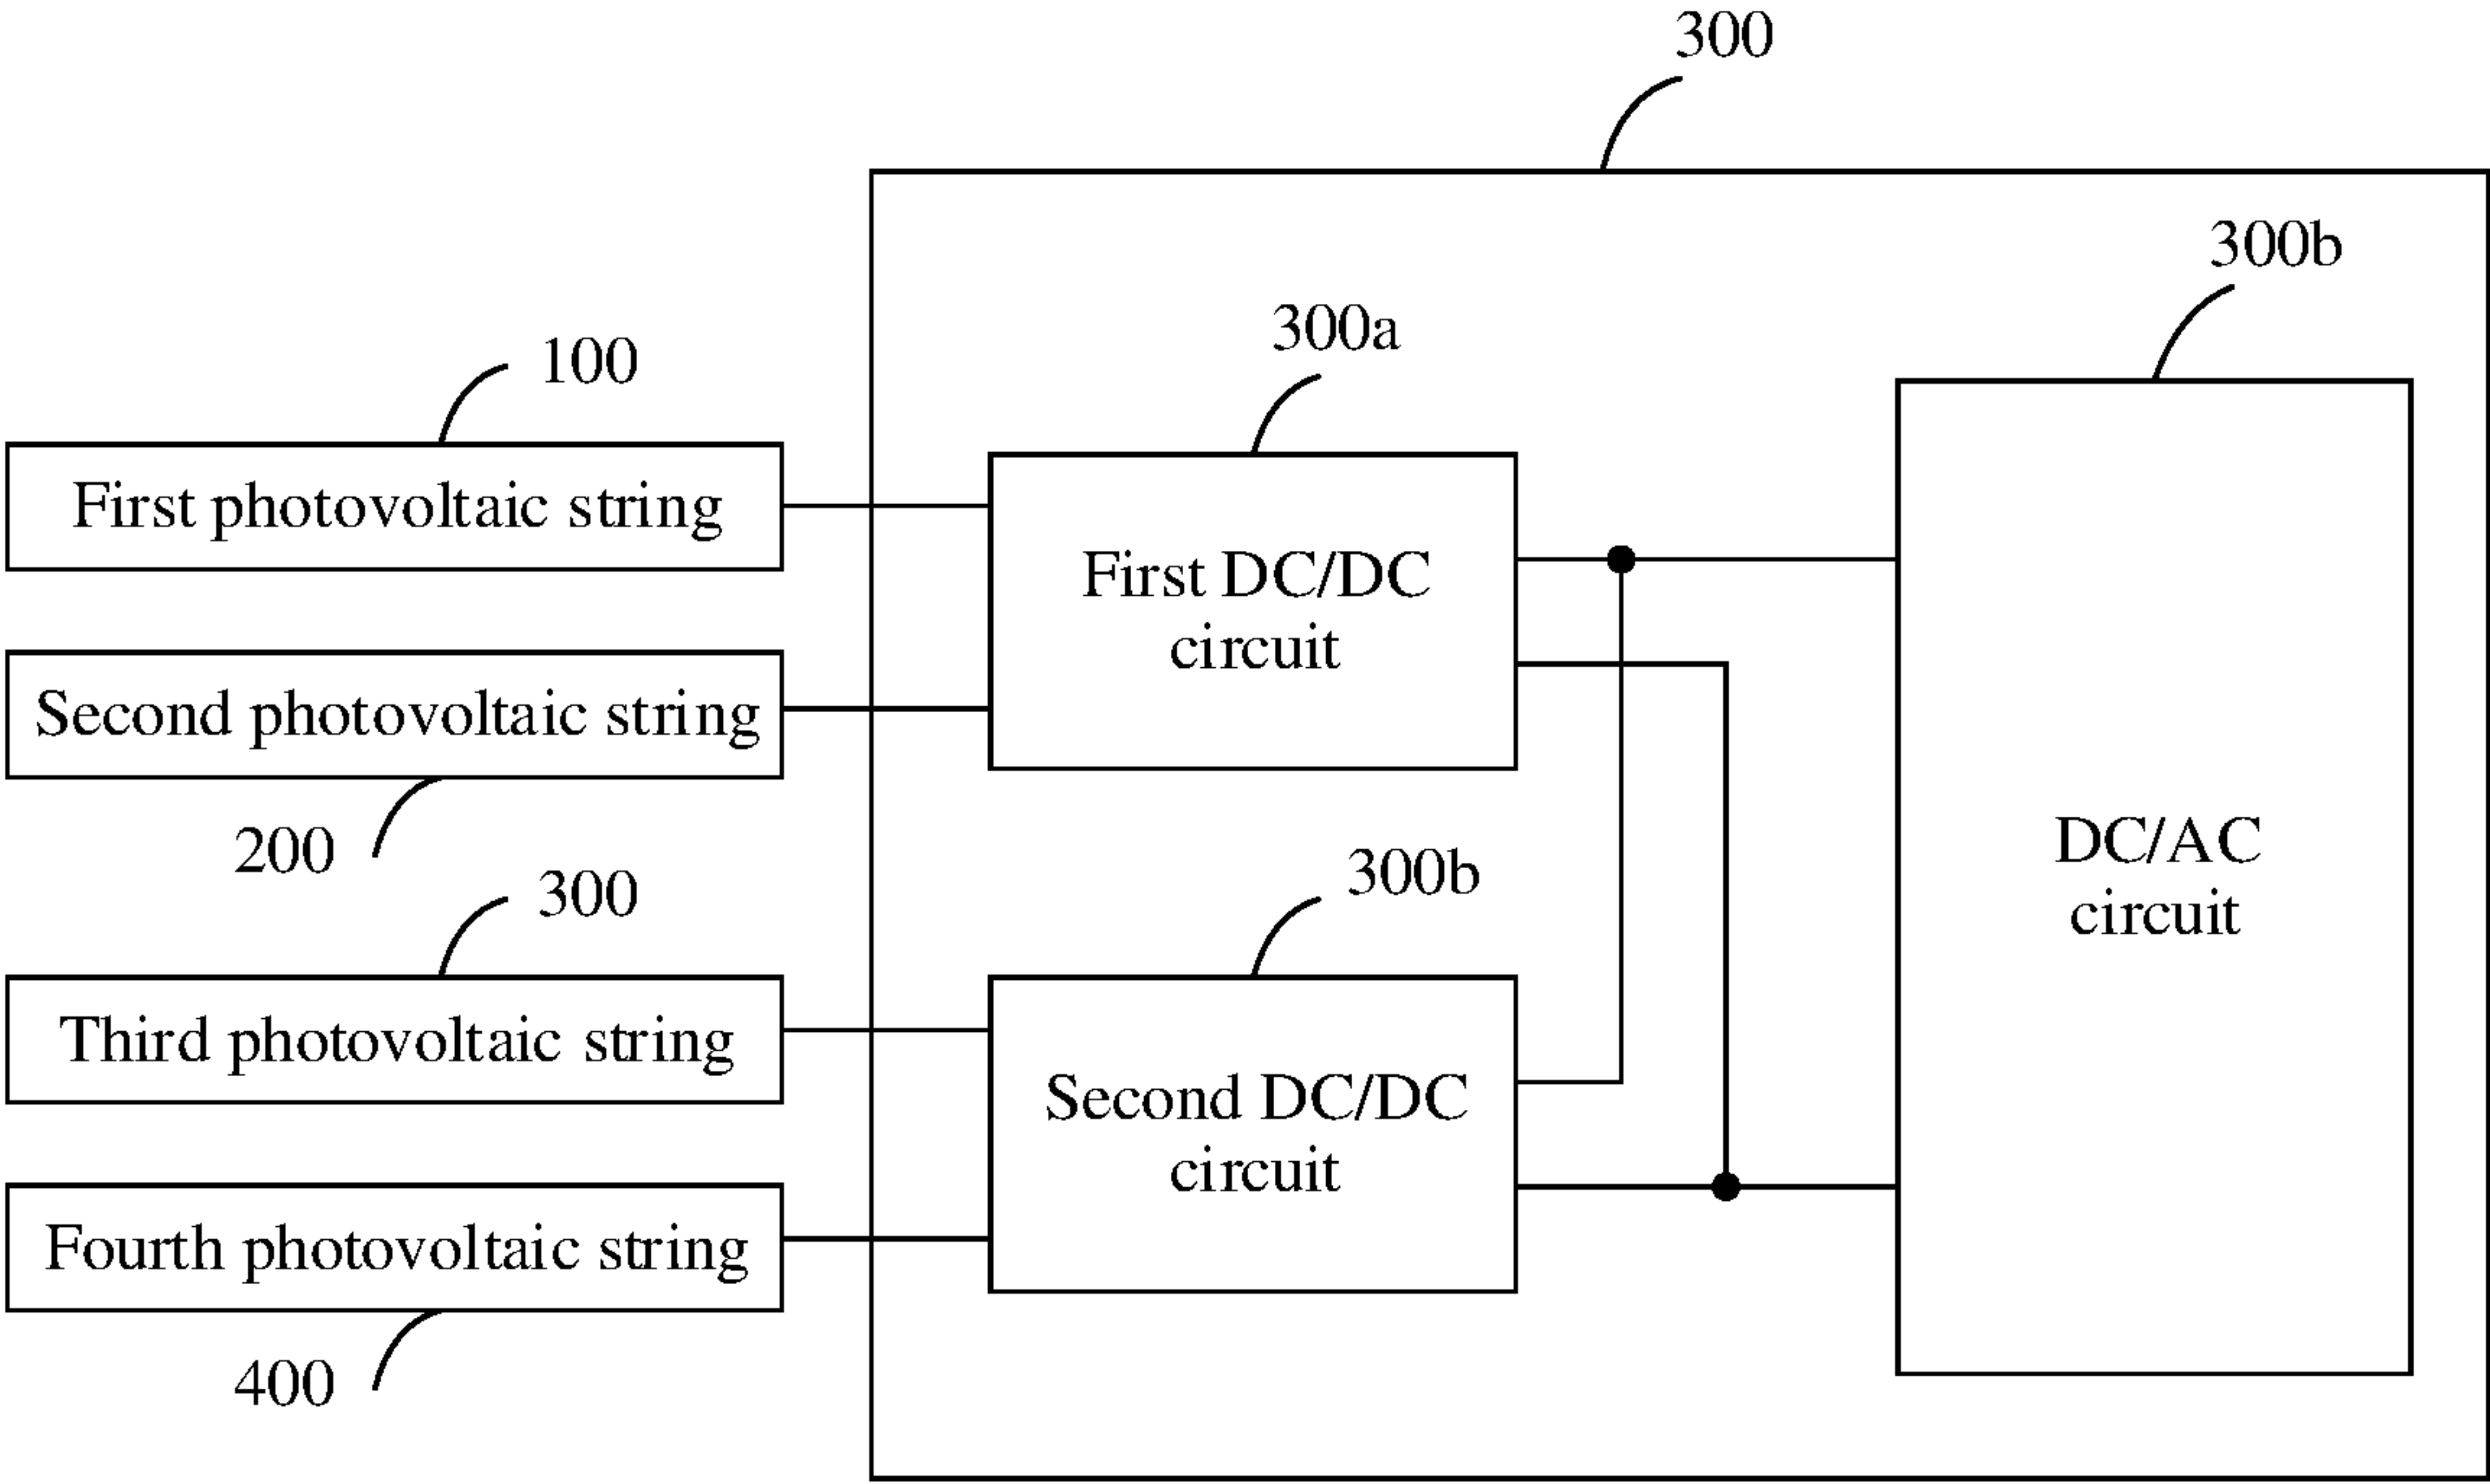 300
300b
300a
100
First photovoltaic string
First DC/DC
circuit
Second photovoltaic string
200
300
300b
DC/AC
circuit
Third photovoltaic string
Second DC/DC
circuit
Fourth photovoltaic string
400